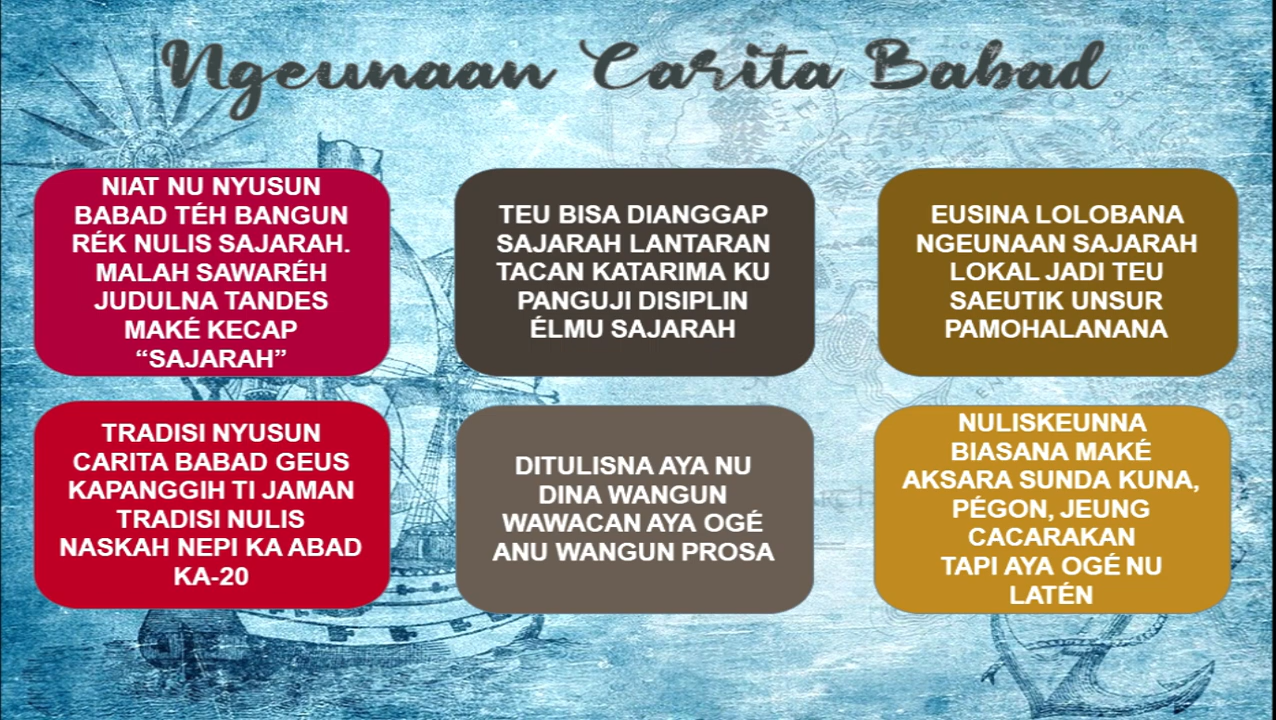 Ngeunaan Carita Babad
NIAT NU NYUSUN
BABAD TÉH BANGUN
RÉK NULIS SAJARAH.
MALAH SAWARÉH
JUDULNA TANDES
MAKÉ KECAP
“SAJARAH”
TEU BISA DIANGGAP
SAJARAH LANTARAN
TACAN KATARIMA KU
PANGUJI DISIPLIN
ÉLMU SAJARAH
EUSINA LOLOBANA
NGEUNAAN SAJARAH
LOKAL JADI TEU
SAEUTIK UNSUR
PAMOHALANANA
TRADISI NYUSUN
CARITA BABAD GEUS
KAPANGGIH TI JAMAN
TRADISI NULIS
NASKAH NEPI KA ABAD
KA-20
DITULISNA AYA NU
DINA WANGUN
WAWACAN AYA OGÉ
ANU WANGUN PROSA
NULISKEUNNA
BIASANA MAKÉ
AKSARA SUNDA KUNA,
PÉGON, JEUNG
CACARAKAN
TAPI AYA OGÉ NU
LATÉN